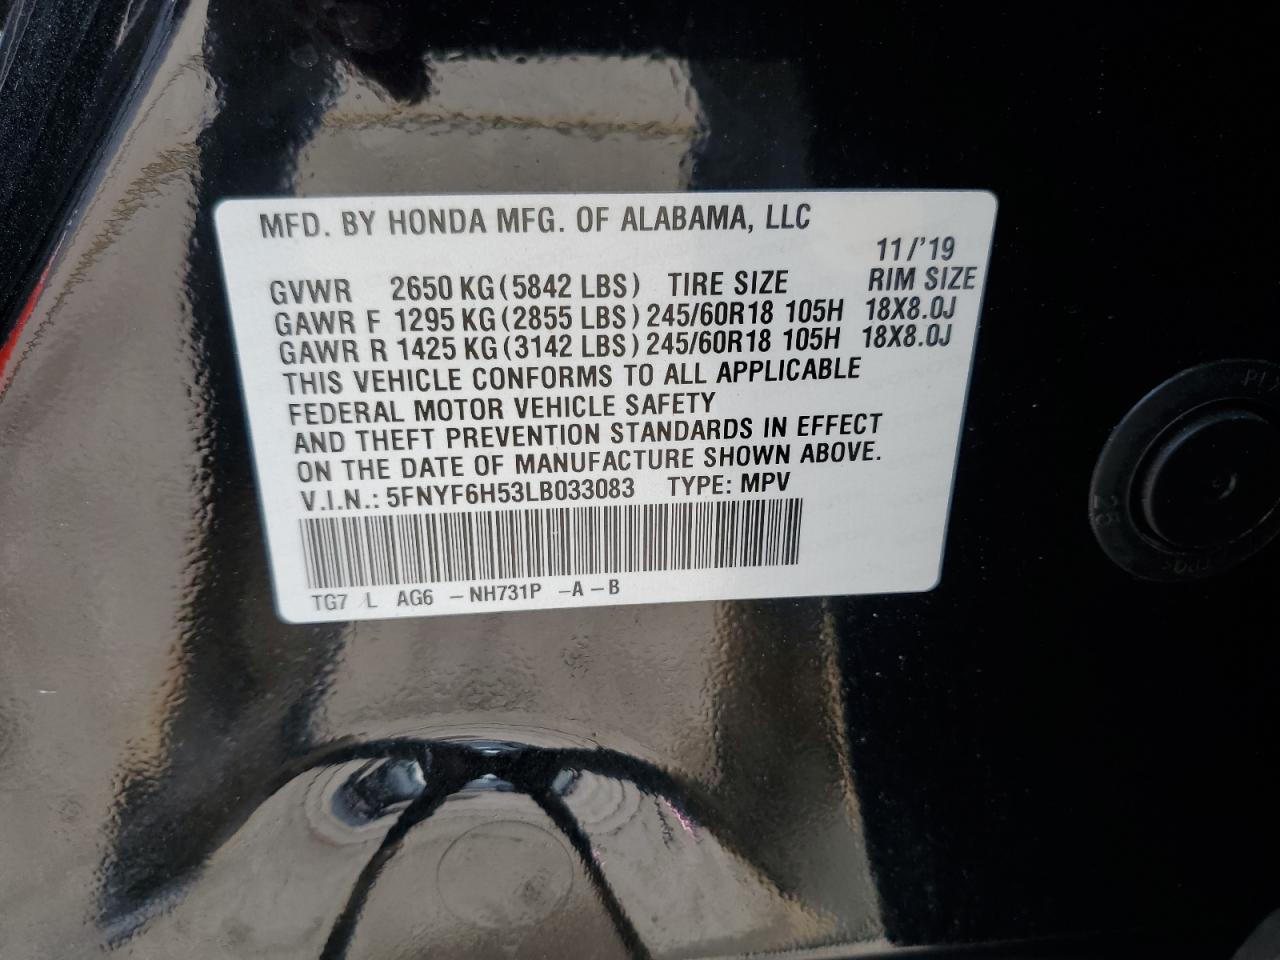 MFD. BY HONDA MFG. OF ALABAMA, LLC
11/'19
GVWR 2650 KG (5842 LBS) TIRE SIZE RIM SIZE
GAWR F 1295 KG (2855 LBS) 245/60R18 105H 18X8.0J
GAWR R 1425 KG (3142 LBS) 245/60R18 105H 18X8.0J
THIS VEHICLE CONFORMS TO ALL APPLICABLE
FEDERAL MOTOR VEHICLE SAFETY
AND THEFT PREVENTION STANDARDS IN EFFECT
ON THE DATE OF MANUFACTURE SHOWN ABOVE.
V.I.N.: 5FNYF6H53LB033083 TYPE: MPV
TG7 L AG6 -NH731P -A-B
25